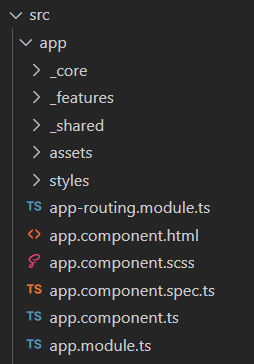 src
app
_core
_features
_shared
assets
styles
TS app-routing.module.ts
<> app.component.html
app.component.scss
TS app.component.spec.ts
TS app.component.ts
TS app.module.ts